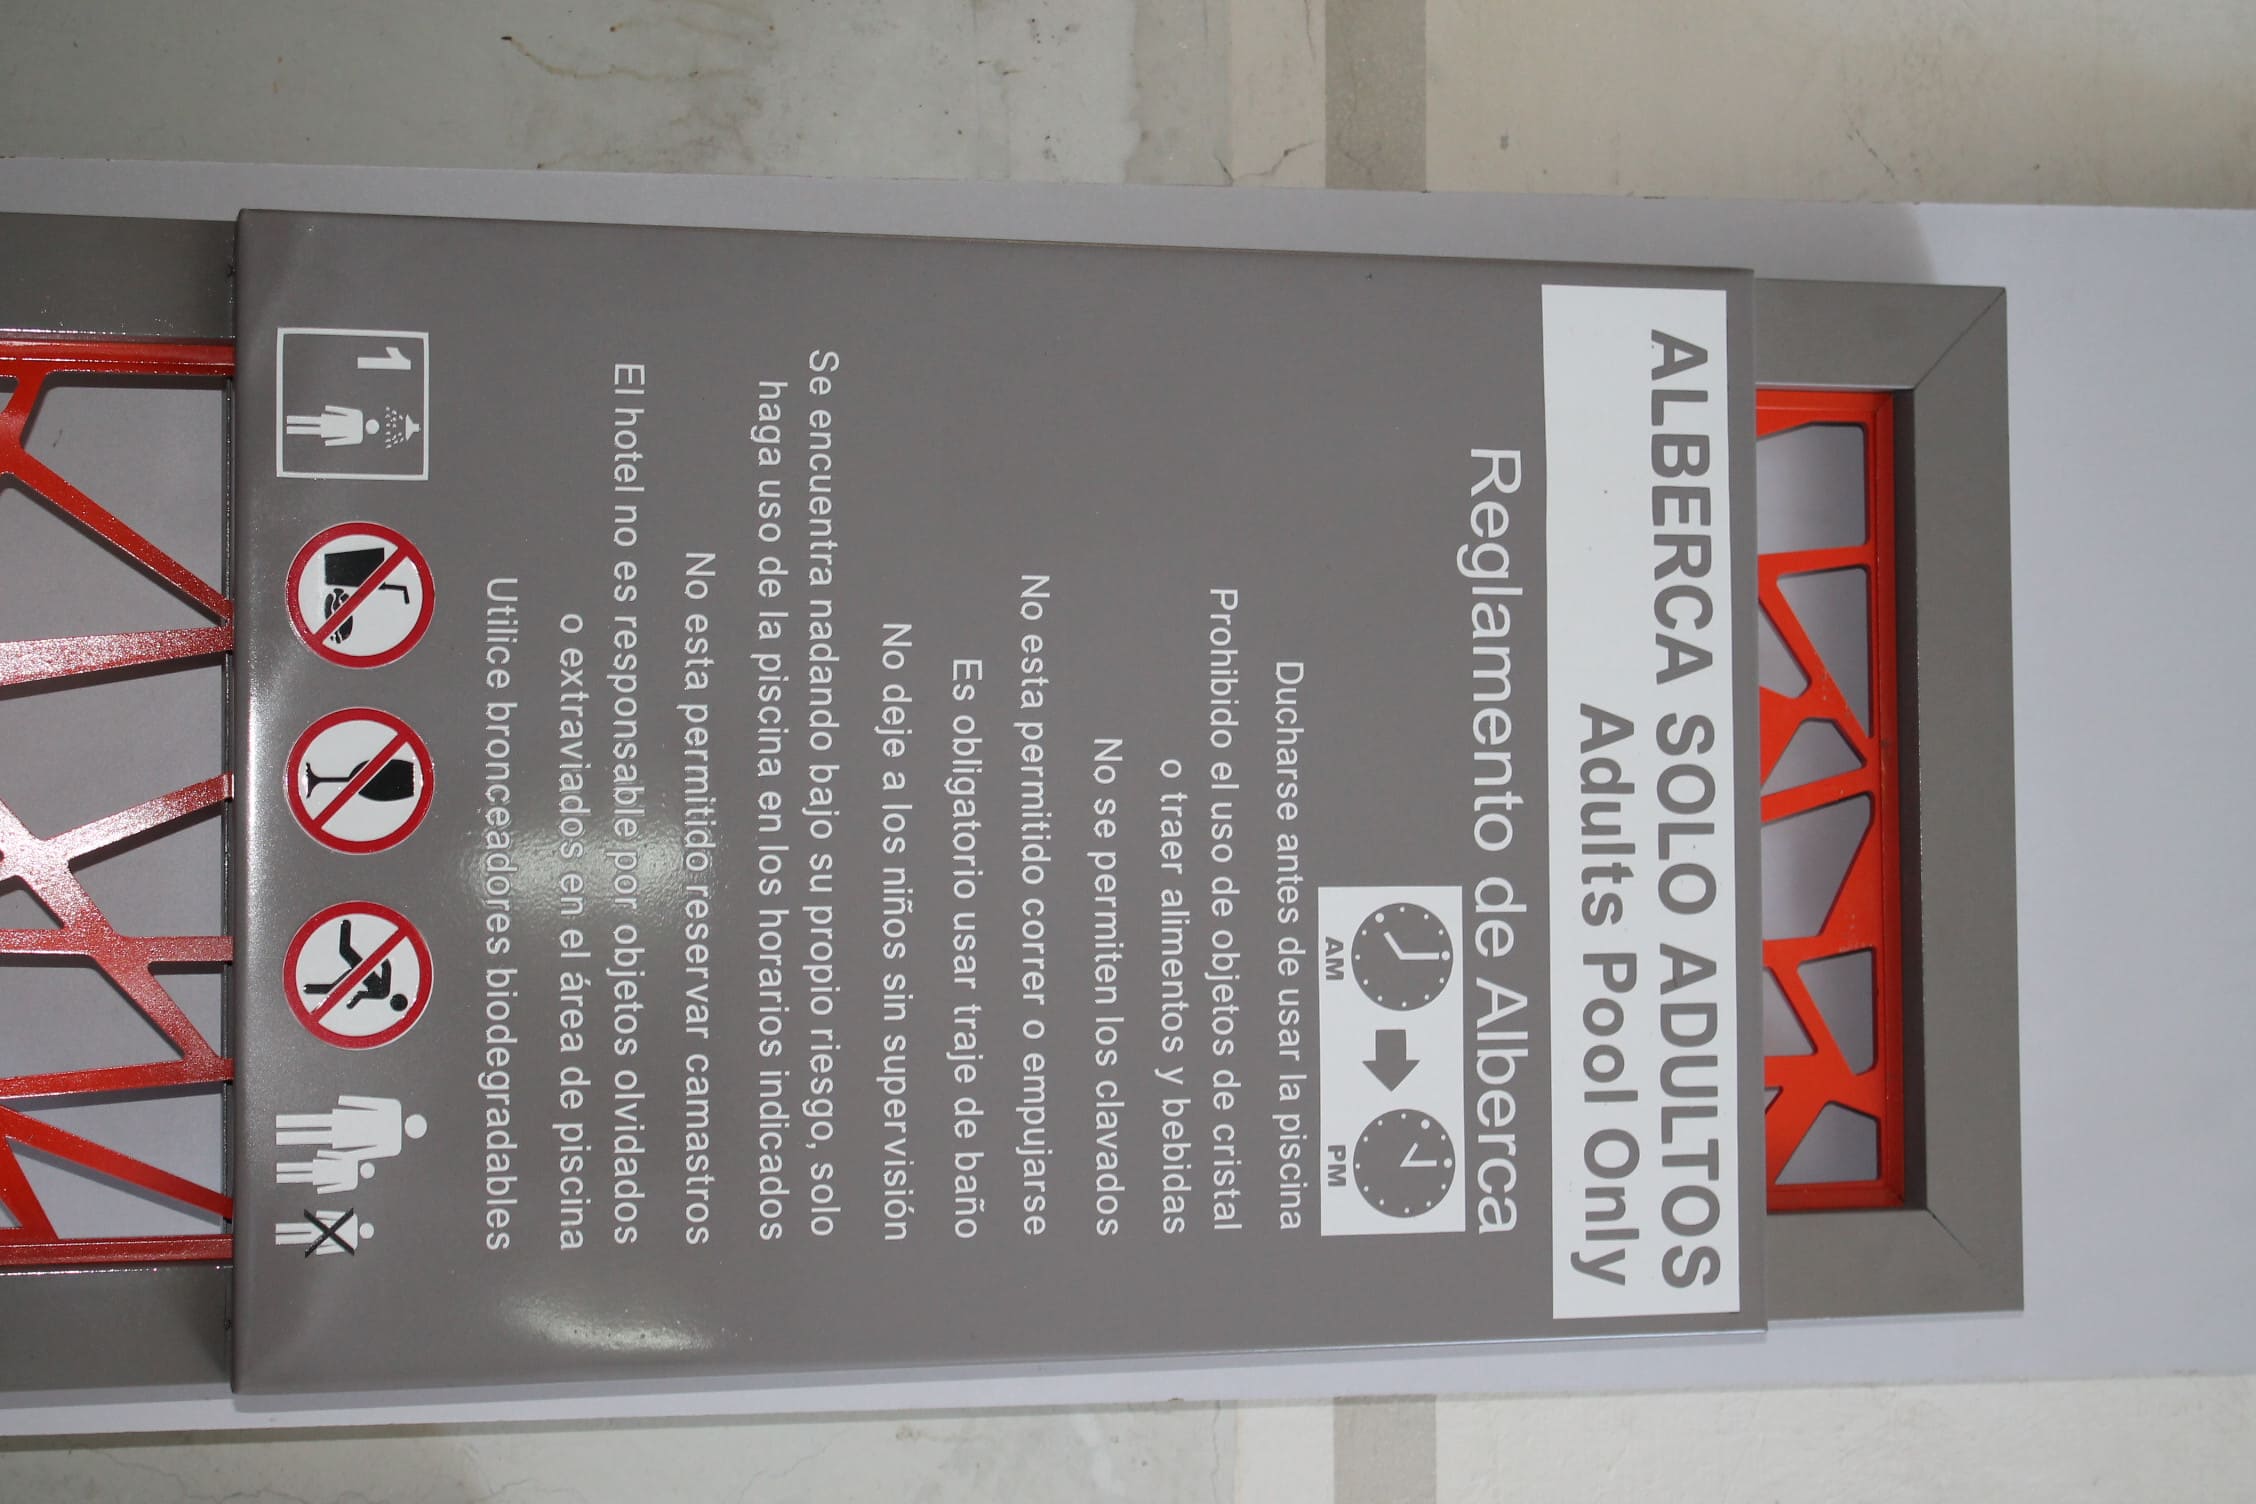 ALBERCA SOLO ADULTOS
Adults Pool Only
Reglamento de Alberca
AM
PM
Ducharse antes de usar la piscina
Prohibido el uso de objetos de cristal
o traer alimentos y bebidas
No se permiten los clavados
No esta permitido correr o empujarse
Es obligatorio usar traje de baño
No deje a los niños sin supervisión
Se encuentra nadando bajo su propio riesgo, solo
haga uso de la piscina en los horarios indicados
No esta permitido reservar camastros
El hotel no es responsable por objetos olvidados
o extraviados en el área de piscina
Utilice bronceadores biodegradables
1